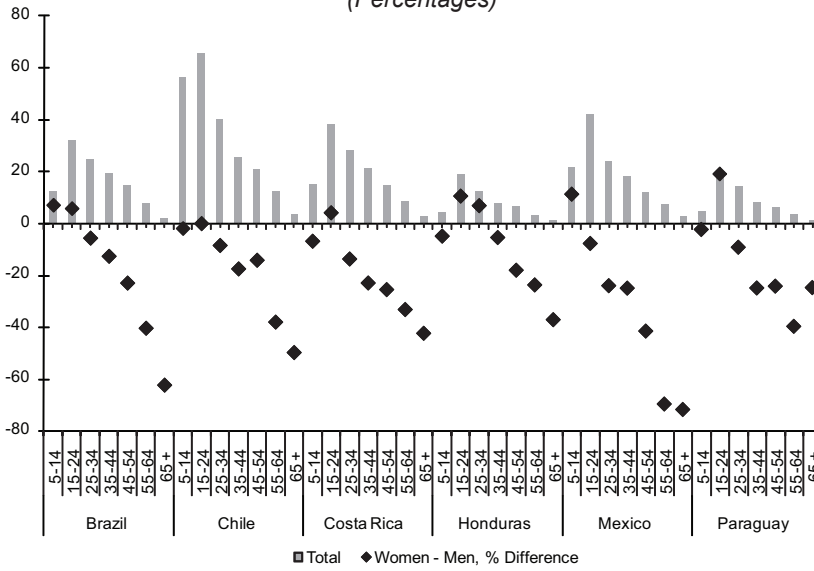 (Percentages)
80
60
40
20
0
-20
-40
-60
-80
5-14 15-24 25-34 35-44 45-54 55-64 65 + 5-14 15-24 25-34 35-44 45-54 55-64 65 + 5-14 15-24 25-34 35-44 45-54 55-64 65 + 5-14 15-24 25-34 35-44 45-54 55-64 65 + 5-14 15-24 25-34 35-44 45-54 55-64 65 + 5-14 15-24 25-34 35-44 45-54 55-64 65 +
Brazil Chile Costa Rica Honduras Mexico Paraguay
Total Women - Men, % Difference